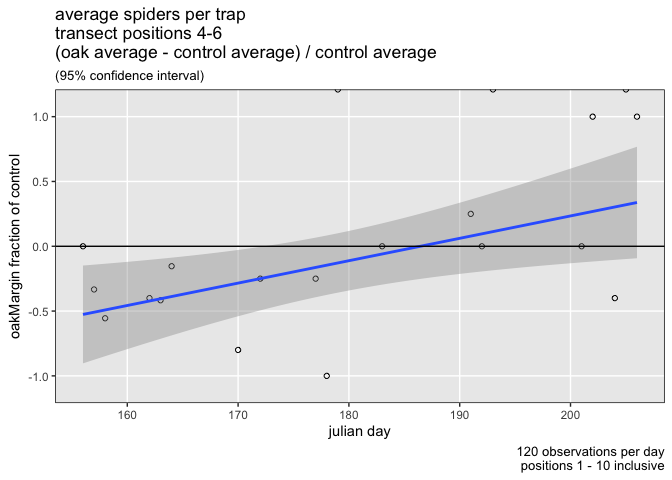 average spiders per trap
transect positions 4-6
(oak average - control average) / control average
(95% confidence interval)
1.0
0.5
0.0
-0.5
-1.0
oakMargin fraction of control
160 170 180 190 200
julian day
120 observations per day
positions 1 - 10 inclusive